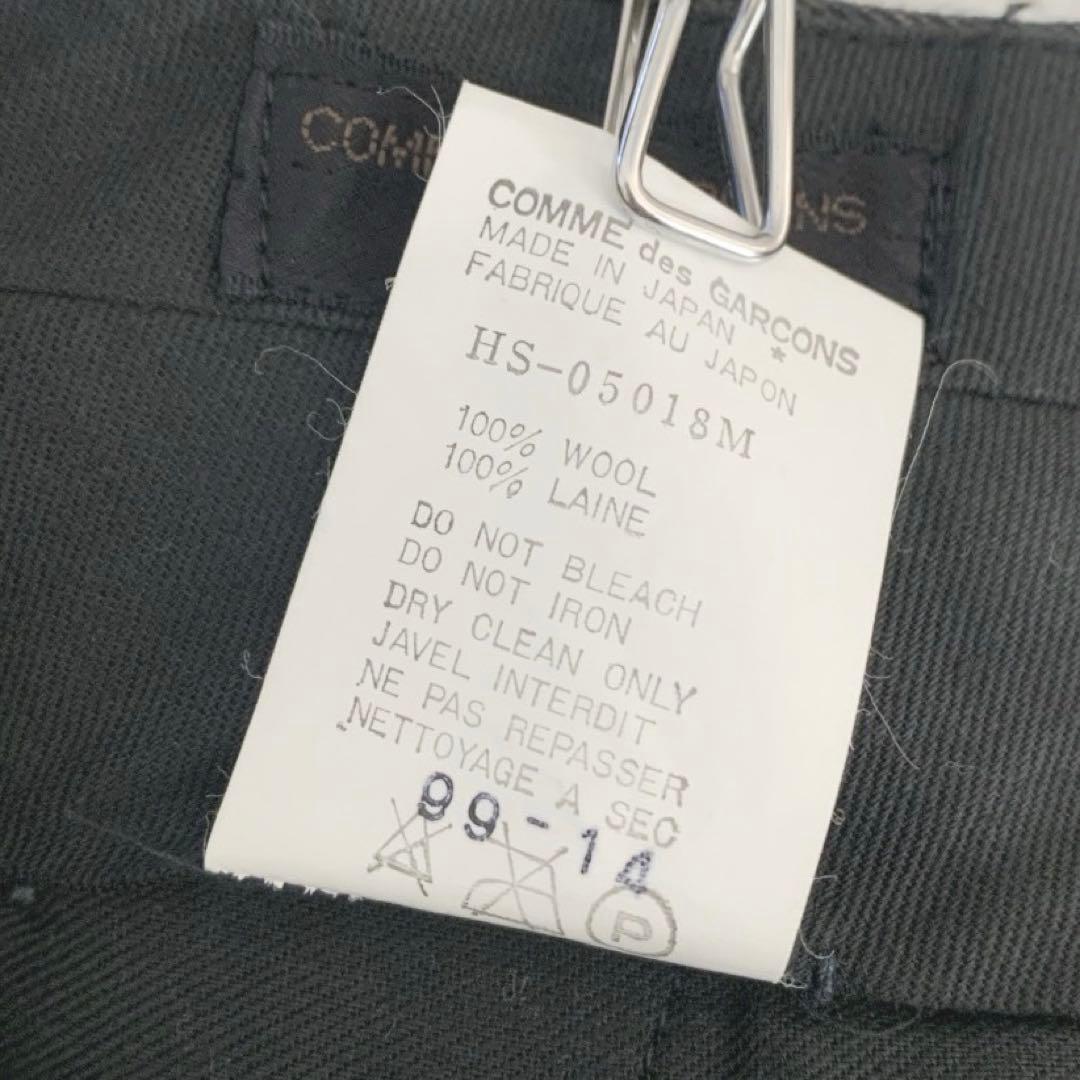 COMME des GARCONS
MADE IN JAPAN *
FABRIQUE AU JAPON
HS-05018M
100% WOOL
100% LAINE
DO NOT BLEACH
DO NOT IRON
DRY CLEAN ONLY
JAVEL INTERDIT
NE PAS REPASSER
NETTOYAGE A SEC
99-14
P